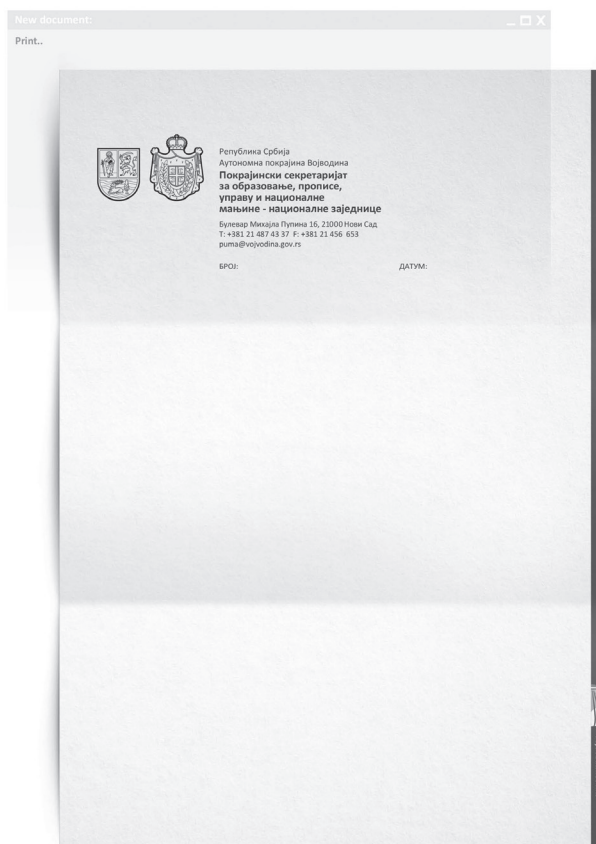 New document:
Print..
Република Србија
Аутономна покрајина Војводина
Покрајински секретаријат
за образовање, прописе,
управу и националне
мањине - националне заједнице
Булевар Михајла Пупина 16, 21000 Нови Сад
Т: +381 21 487 43 37 F: +381 21 456 653
puma@vojvodina.gov.rs
БРОЈ: ДАТУМ: